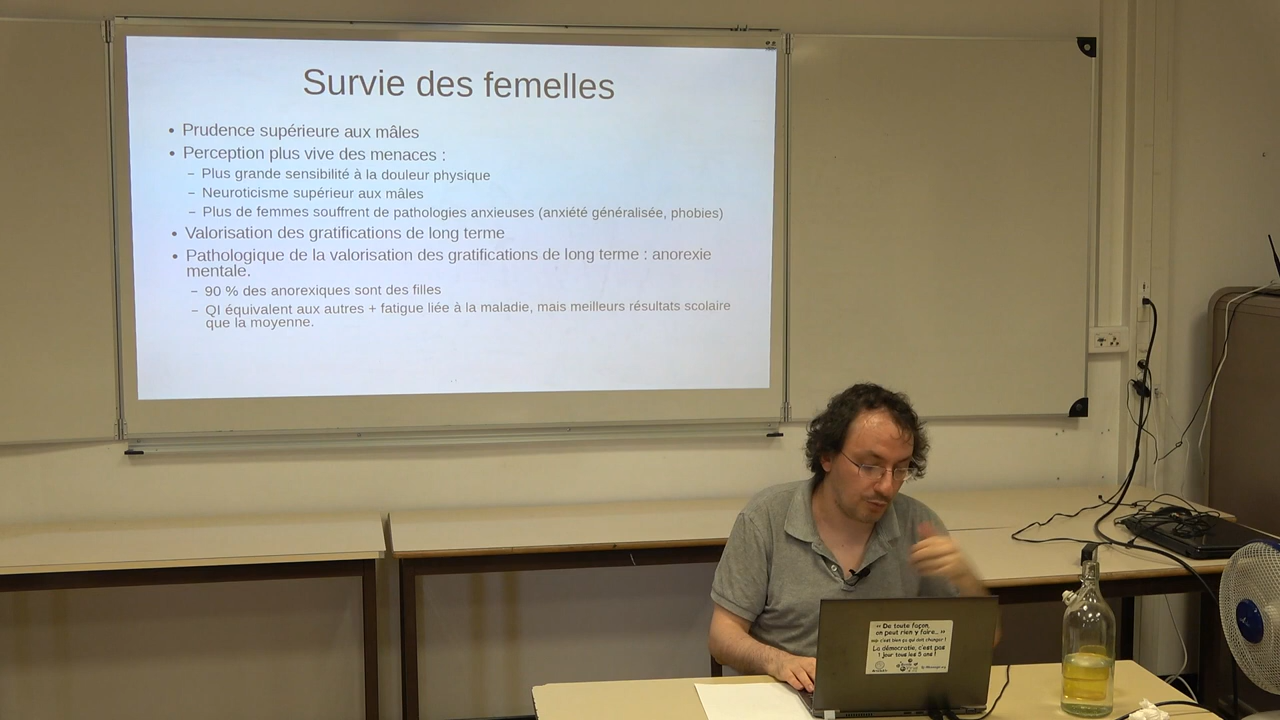 Survie des femelles
• Prudence supérieure aux mâles
• Perception plus vive des menaces :
– Plus grande sensibilité à la douleur physique
– Neuroticisme supérieur aux mâles
– Plus de femmes souffrent de pathologies anxieuses (anxiété généralisée, phobies)
• Valorisation des gratifications de long terme
• Pathologique de la valorisation des gratifications de long terme : anorexie
mentale.
– 90 % des anorexiques sont des filles
– QI équivalent aux autres + fatigue liée à la maladie, mais meilleurs résultats scolaire
que la moyenne.
« De toute façon,
on peut rien y faire... »
La démocratie, c'est pas
1 jour tous les 5 ans !